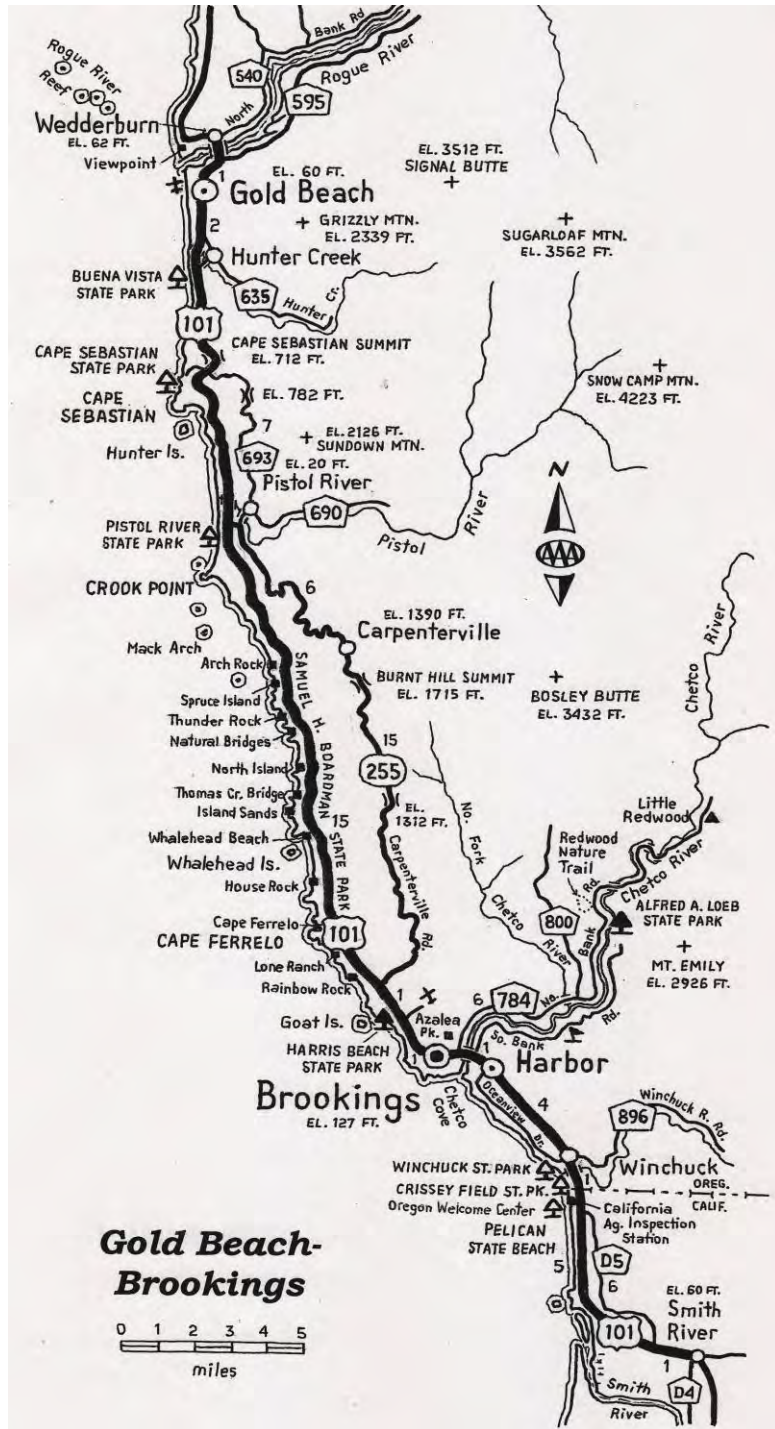 Bank Rd
540
Rogue River
Rogue River
Reef
North
595
Wedderburn
EL. 62 FT.
Viewpoint
1
EL. 60 FT.
Gold Beach
EL. 3512 FT.
SIGNAL BUTTE
2
GRIZZLY MTN.
EL. 2339 FT.
SUGARLOAF MTN.
EL. 3562 FT.
Hunter Creek
BUENA VISTA
STATE PARK
635
Hunter Cr.
101
CAPE SEBASTIAN SUMMIT
EL. 712 FT.
CAPE SEBASTIAN
STATE PARK
CAPE
SEBASTIAN
EL. 782 FT.
SNOW CAMP MTN.
EL. 4223 FT.
7
Hunter Is.
EL. 2126 FT.
SUNDOWN MTN.
693
EL. 20 FT.
Pistol River
N
690
Pistol River
PISTOL RIVER
STATE PARK
AAA
CROOK POINT
6
EL. 1390 FT.
Carpenterville
Mack Arch
Arch Rock
Spruce Island
Thunder Rock
Natural Bridges
North Island
Thomas Cr. Bridge
Island Sands
Whalehead Beach
Whalehead Is.
House Rock
SAMUEL H. BOARDMAN STATE PARK
15
BURNT HILL SUMMIT
EL. 1715 FT.
BOSLEY BUTTE
EL. 3432 FT.
Chetco River
15
255
EL.
1312 FT.
Carpenterville Rd.
No. Fork
Chetco River
Redwood
Nature
Trail
Little
Redwood
Chetco River
800
No. Bank Rd.
ALFRED A. LOEB
STATE PARK
MT. EMILY
EL. 2926 FT.
Cape Ferrelo
CAPE FERRELO
101
Lone Ranch
Rainbow Rock
1
Goat Is.
HARRIS BEACH
STATE PARK
Azalea
Pk.
6
784
So. Bank Rd.
1
1
Harbor
Brookings
EL. 127 FT.
Chetco
Cove
Oceanview Dr.
4
896
Winchuck R. Rd.
Winchuck
WINCHUCK ST. PARK
CRISSEY FIELD ST. PK.
Oregon Welcome Center
1
OREG.
CALIF.
California
Ag. Inspection
Station
PELICAN
STATE BEACH
5
D5
6
EL. 60 FT.
Smith
River
101
1
D4
Smith
River
Gold Beach-
Brookings
0 1 2 3 4 5
miles